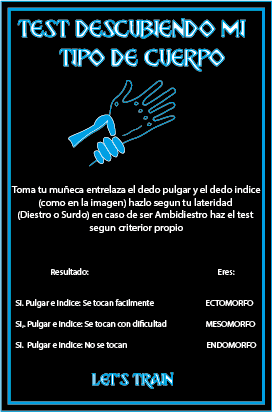 TEST DESCUBIENDO MI
TIPO DE CUERPO
Toma tu muñeca entrelaza el dedo pulgar y el dedo indice
(como en la imagen) hazlo segun tu lateridad
(Diestro o Surdo) en caso de ser Ambidiestro haz el test
segun criterior propio
Resultado: Eres:
Si. Pulgar e Indice: Se tocan facilmente ECTOMORFO
Si,. Pulgar e Indice: Se tocan con dificultad MESOMORFO
Si. Pulgar e Indice: No se tocan ENDOMORFO
LET'S TRAIN